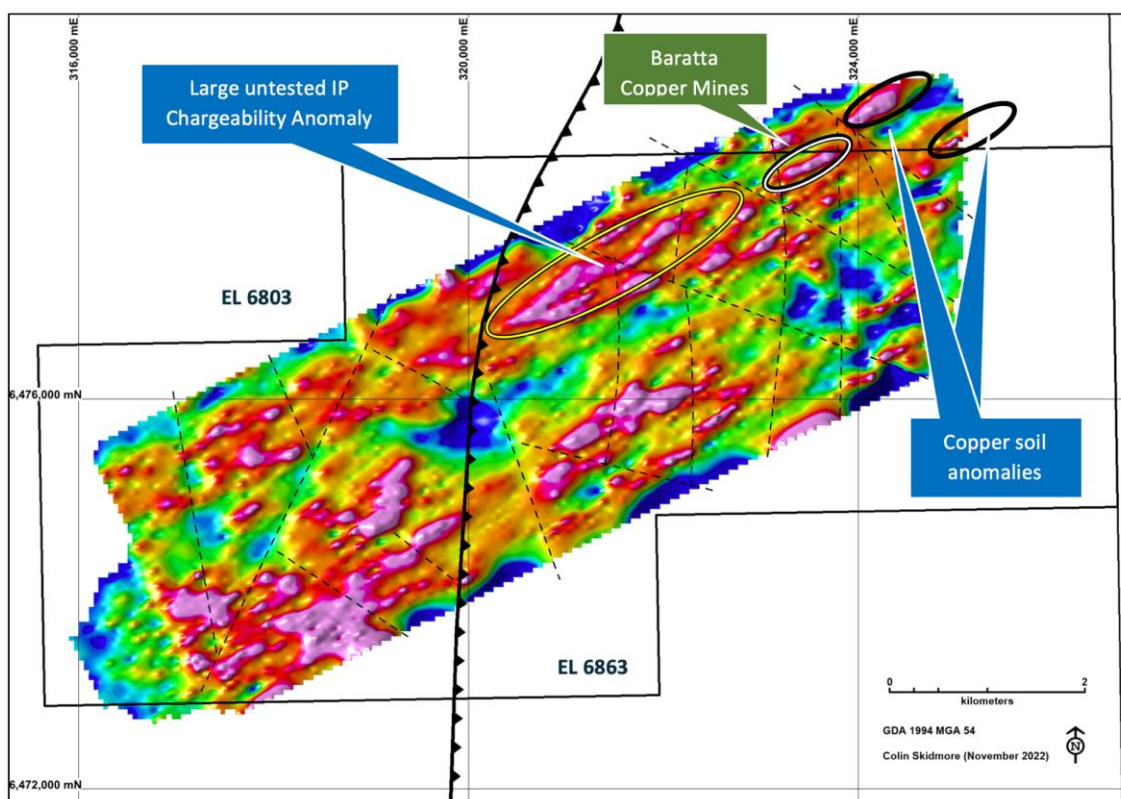 316,000 mE
320,000 mE
324,000 mE
Large untested IP
Chargeability Anomaly
Baratta
Copper Mines
EL 6803
6,476,000 mN
Copper soil
anomalies
EL 6863
0 2
kilometers
GDA 1994 MGA 54
Colin Skidmore (November 2022)
N
6,472,000 mN